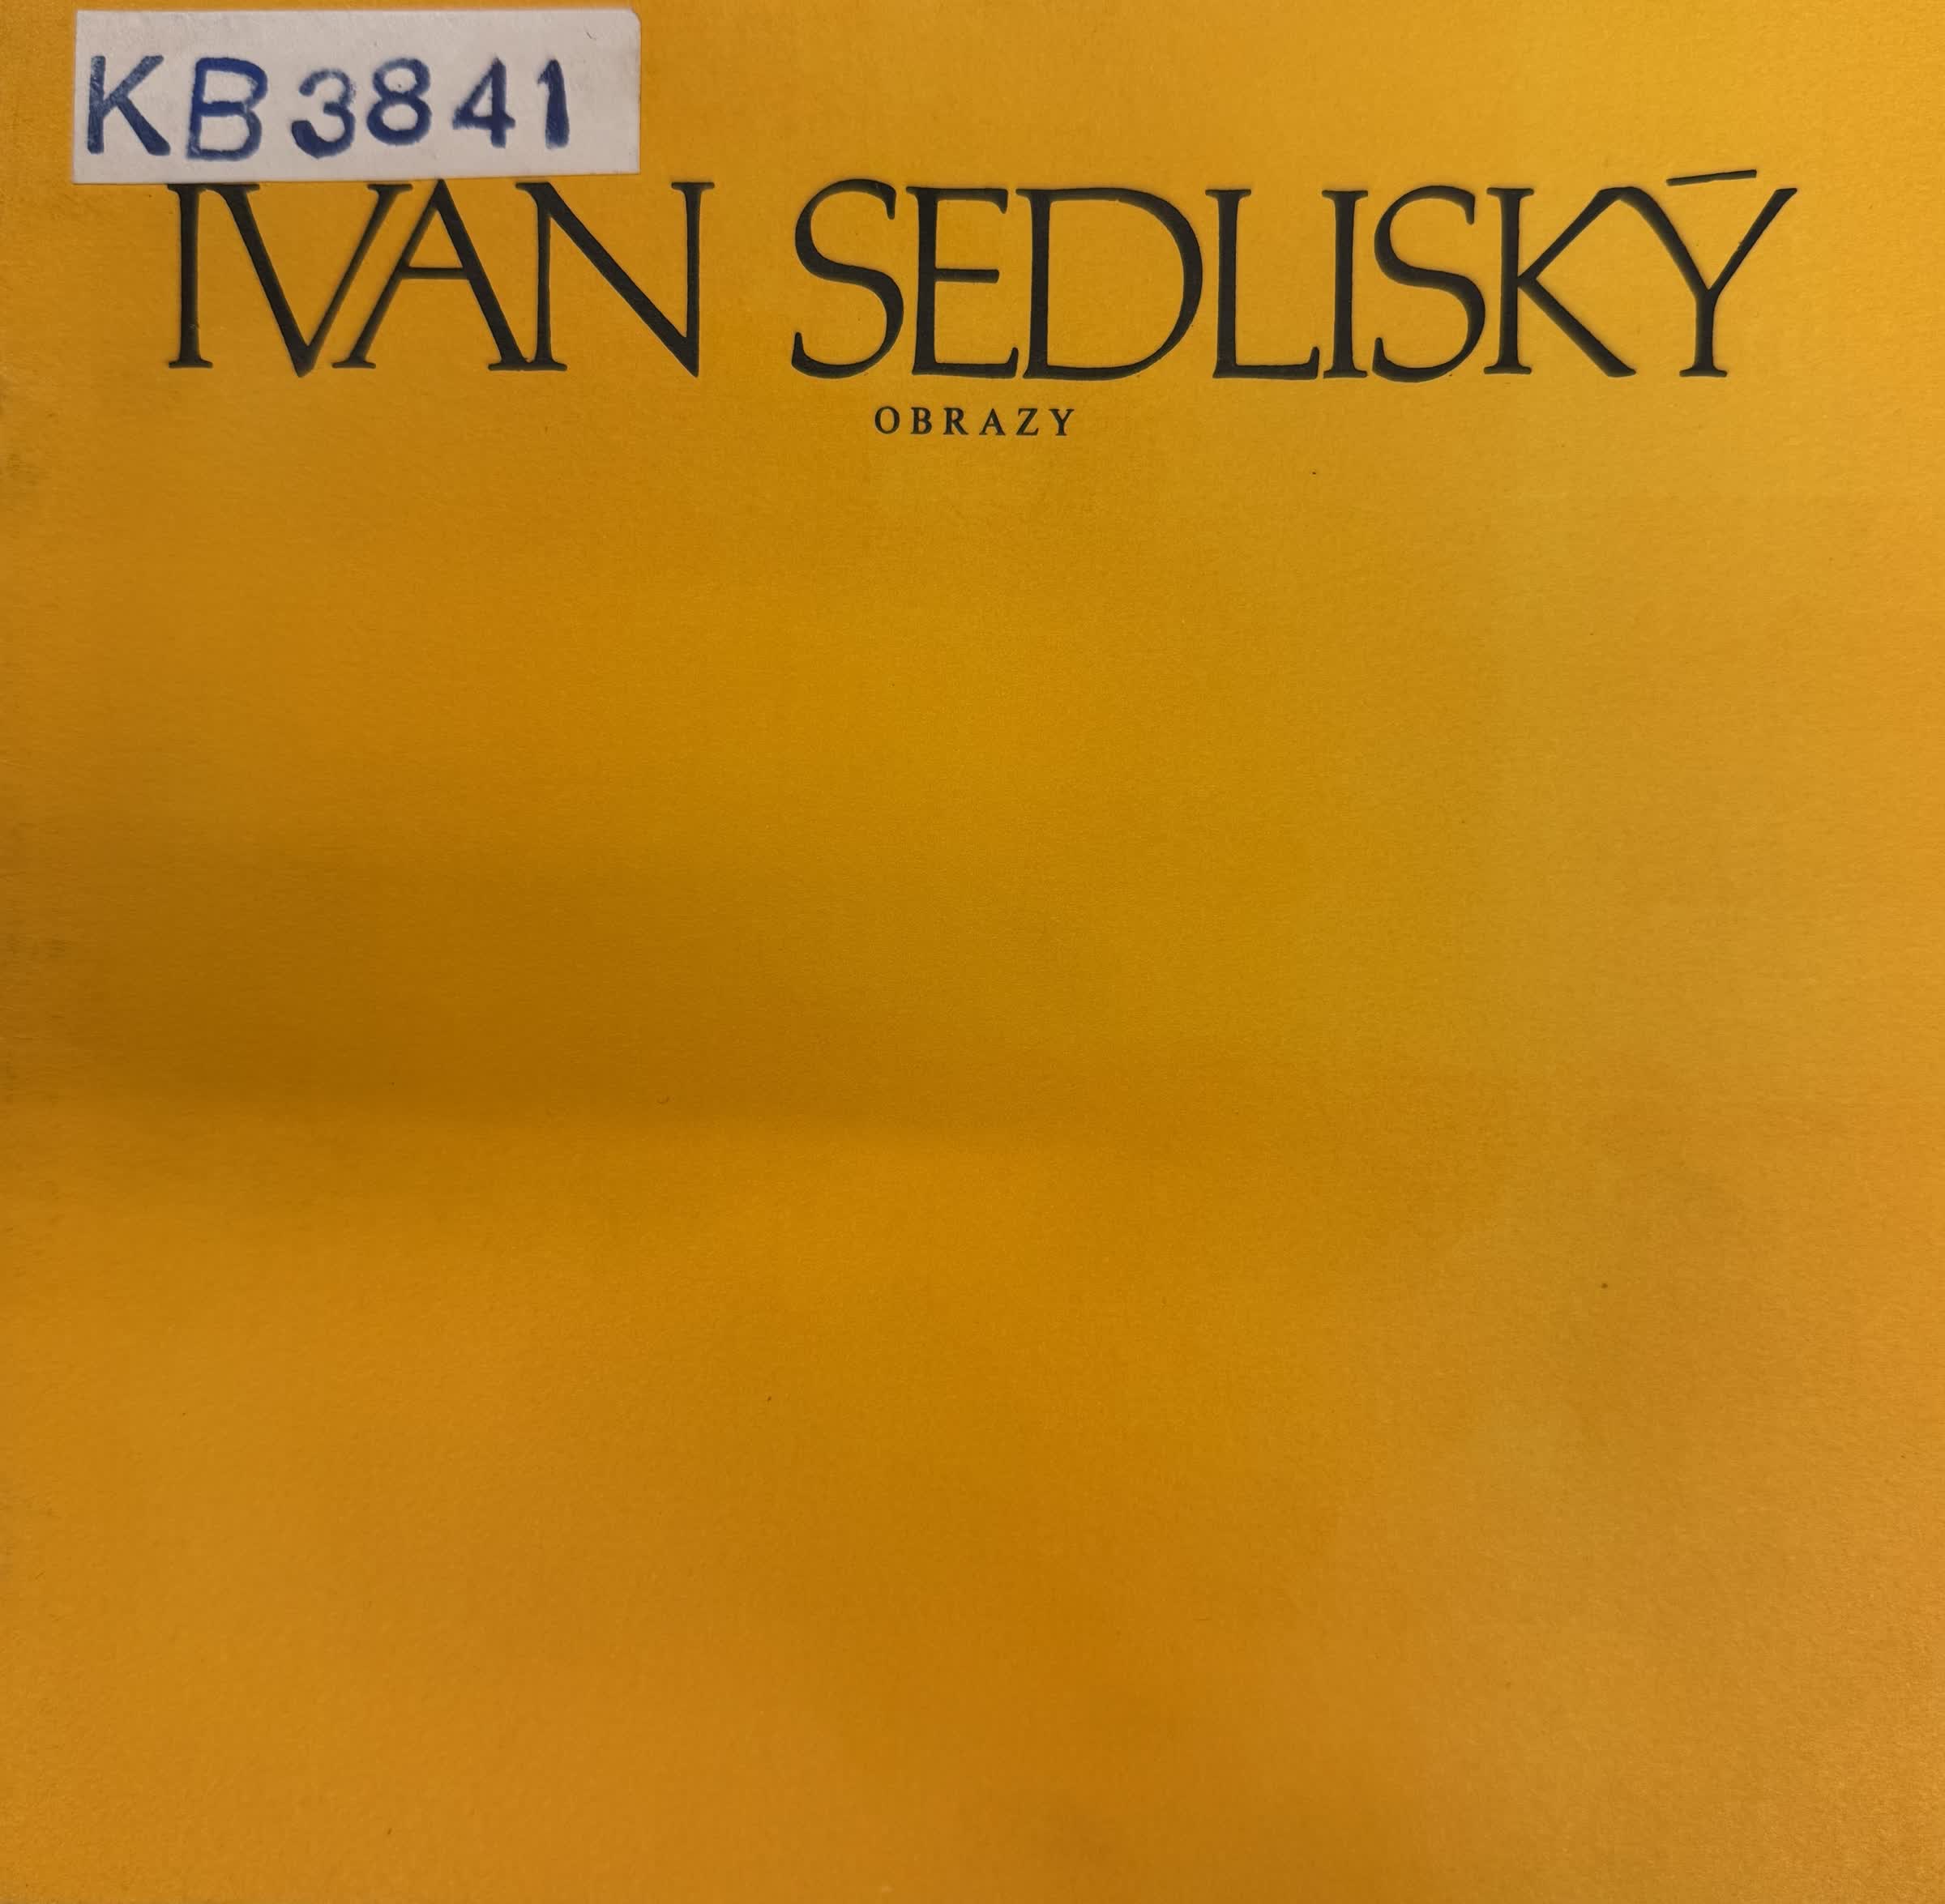 KB3841
IVAN SEDLISKÝ
OBRAZY